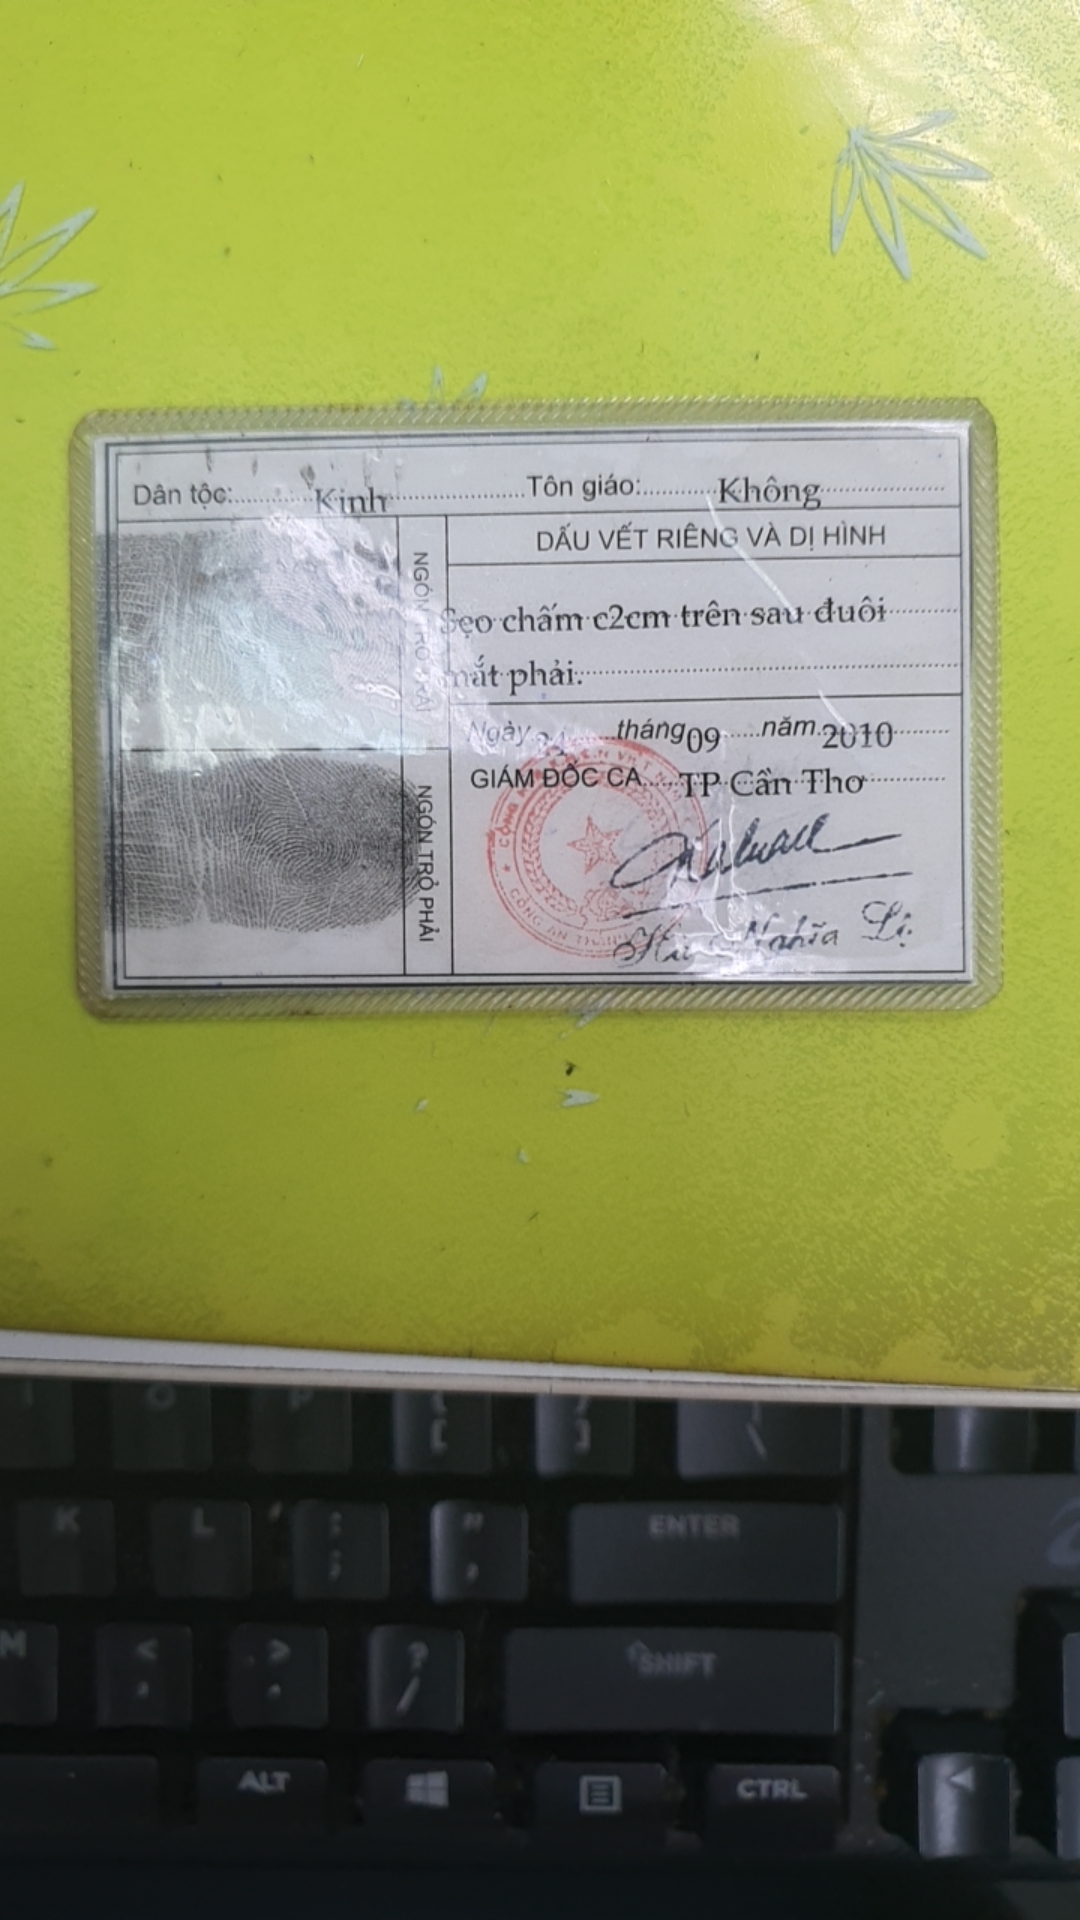 Dân tộc: Kinh Tôn giáo: Không
DẤU VẾT RIÊNG VÀ DỊ HÌNH
NGÓN TRỎ TRÁI
Sẹo chấm c2cm trên sau đuôi
mắt phải.
Ngày tháng 09 năm 2010
GIÁM ĐỐC CA TP Cần Thơ
NGÓN TRỎ PHẢI
★ CÔNG AN
Nghĩa Lộ
O P { [ } ] | \
K L : ; " ' ENTER
M < , > . ? / SHIFT
ALT CTRL